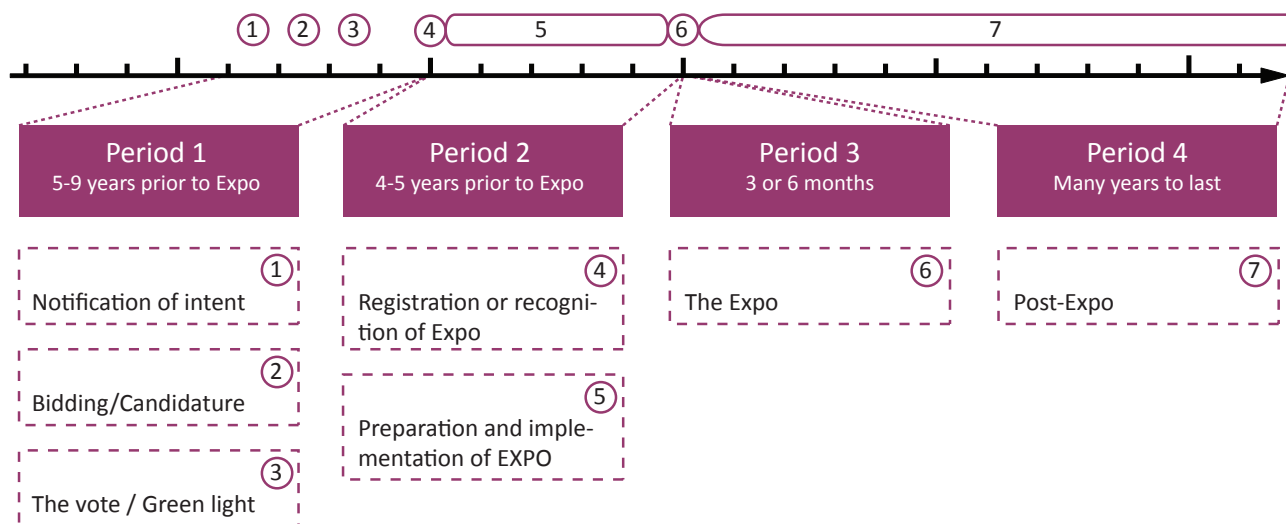 1 2 3 4 5 6 7
Period 1
5-9 years prior to Expo
Period 2
4-5 years prior to Expo
Period 3
3 or 6 months
Period 4
Many years to last
1
Notification of intent
2
Bidding/Candidature
3
The vote / Green light
4
Registration or recogni-
tion of Expo
5
Preparation and imple-
mentation of EXPO
6
The Expo
7
Post-Expo